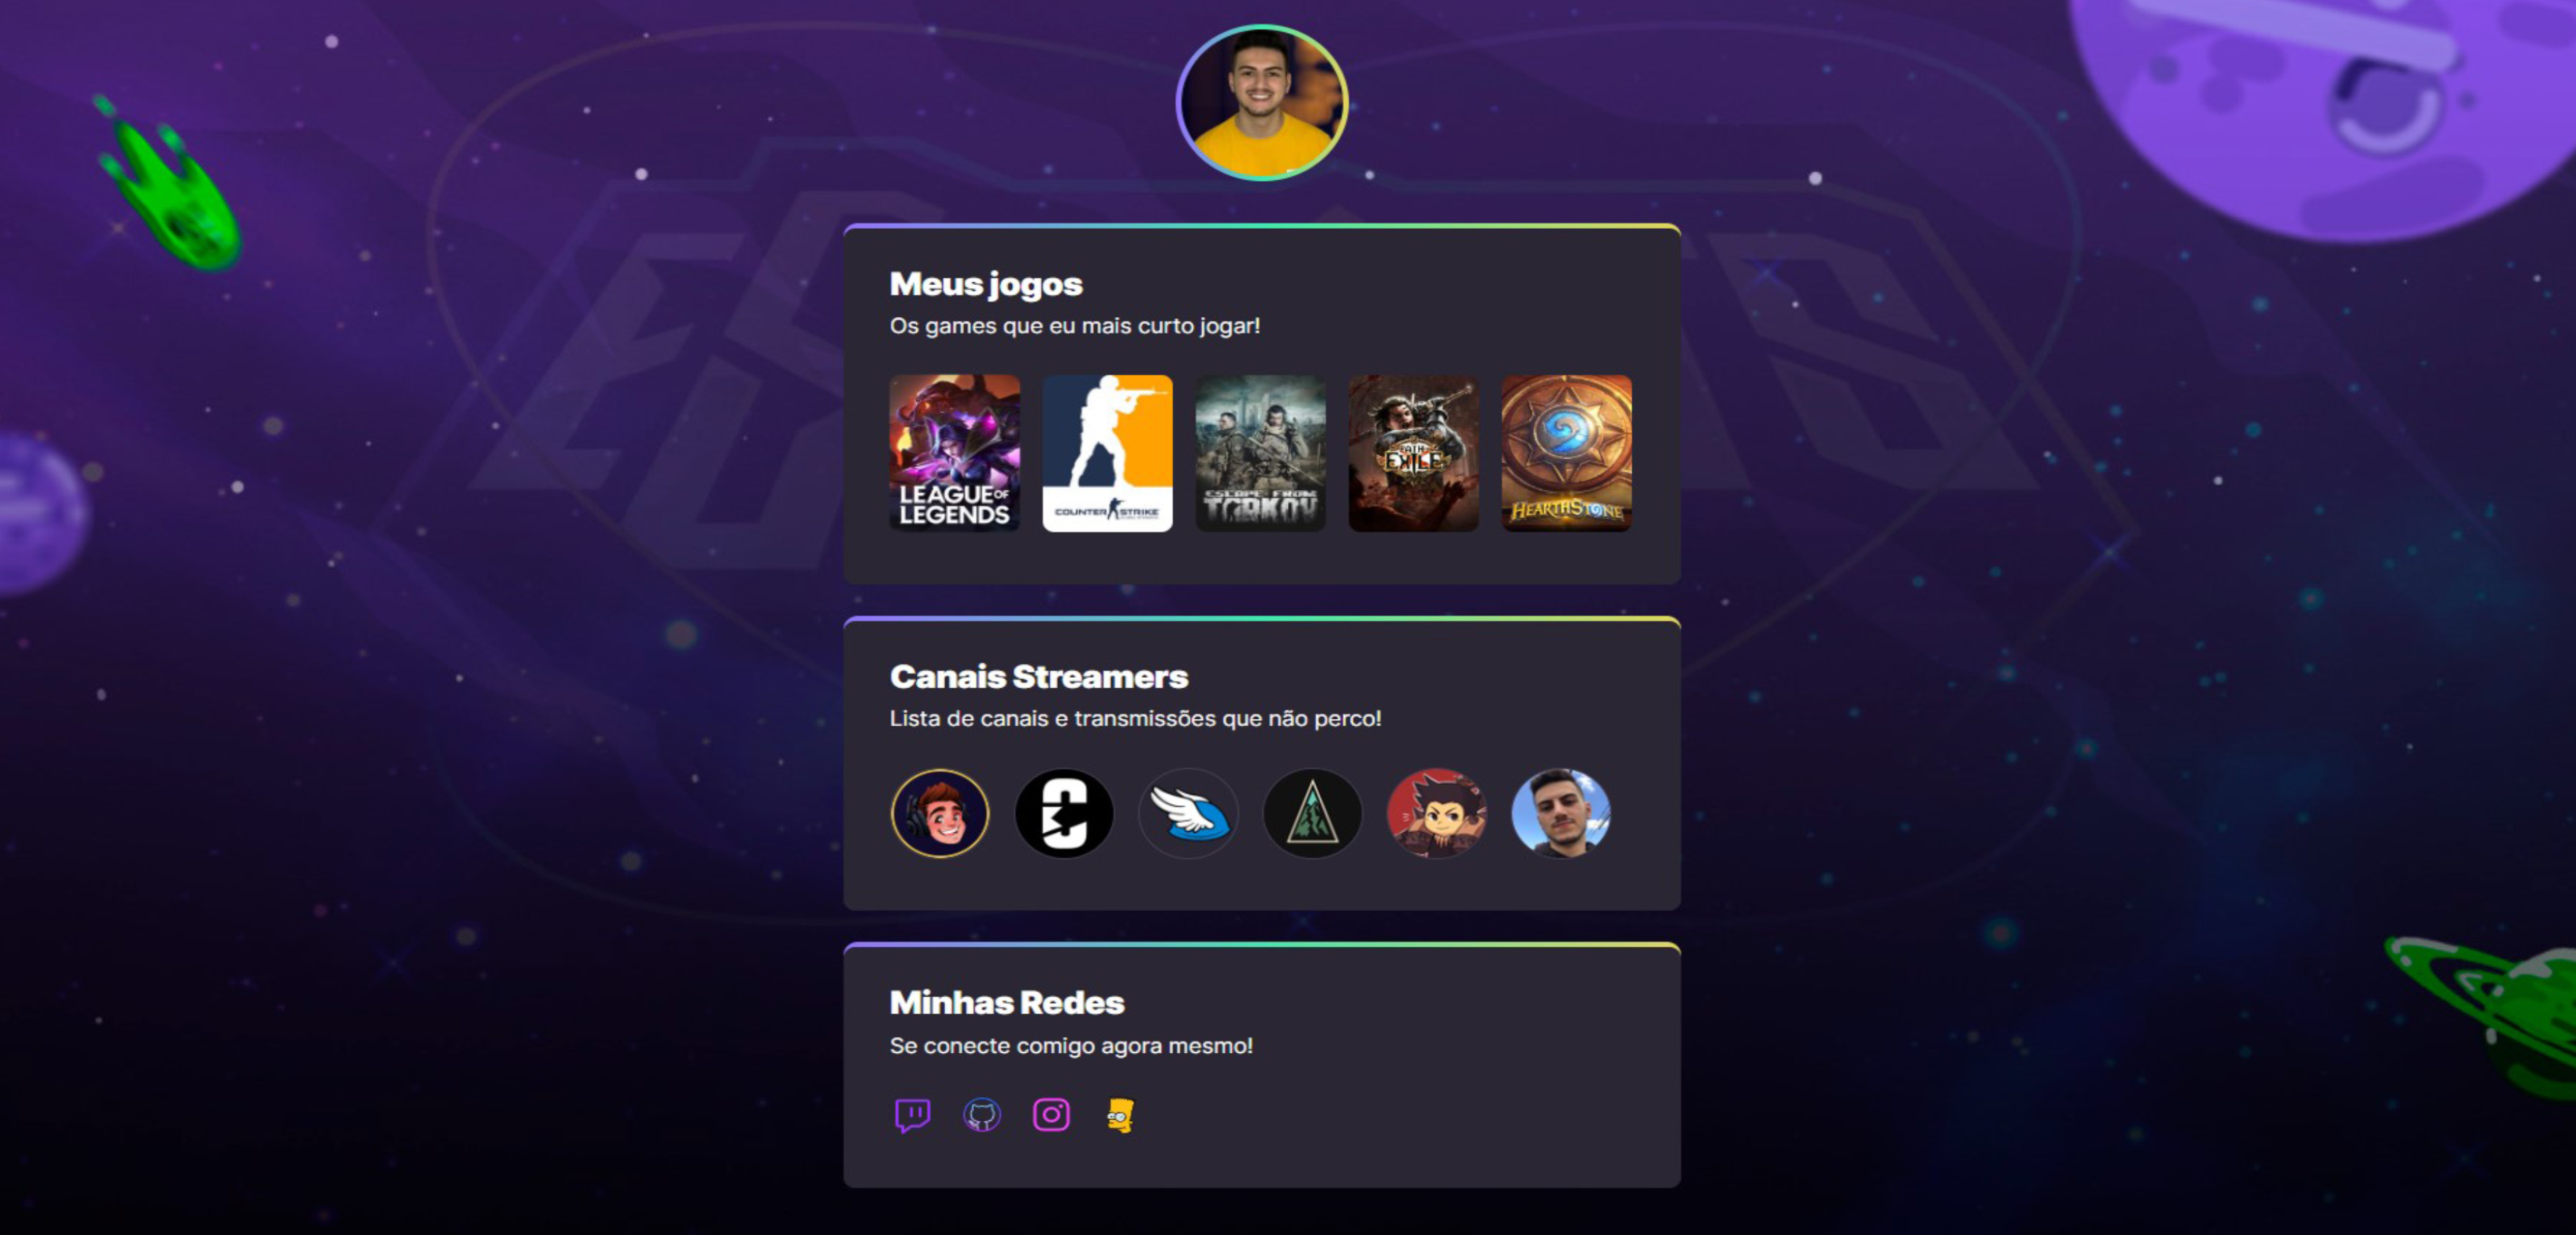 Meus jogos
Os games que eu mais curto jogar!
LEAGUE OF
LEGENDS
COUNTER STRIKE
ESCAPE FROM
TARKOV
PATH
EXILE
HEARTHSTONE
Canais Streamers
Lista de canais e transmissões que não perco!
Minhas Redes
Se conecte comigo agora mesmo!